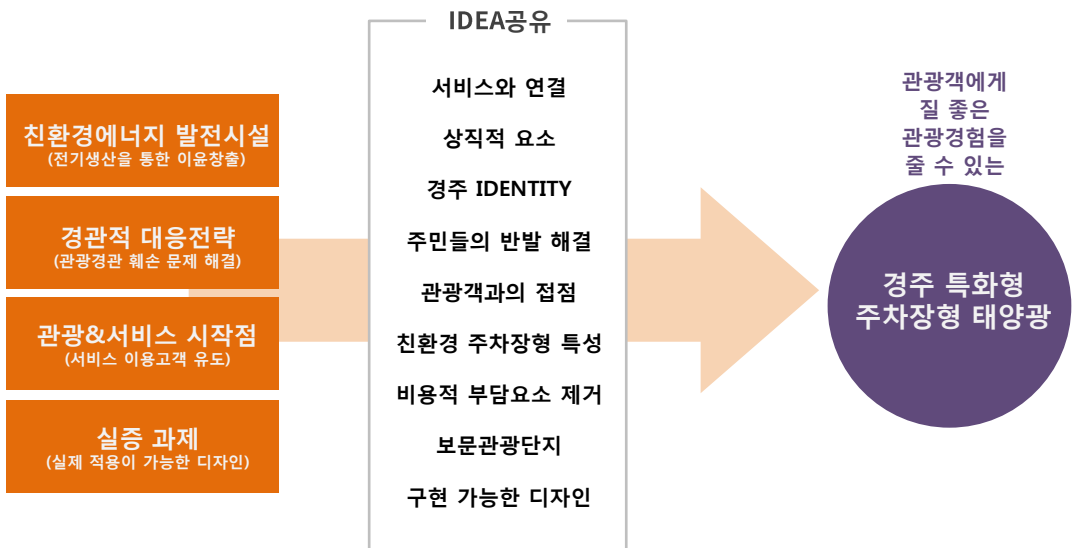 친환경에너지 발전시설
(전기생산을 통한 이윤창출)
경관적 대응전략
(관광경관 훼손 문제 해결)
관광&서비스 시작점
(서비스 이용고객 유도)
실증 과제
(실제 적용이 가능한 디자인)
IDEA공유
서비스와 연결
상직적 요소
경주 IDENTITY
주민들의 반발 해결
관광객과의 접점
친환경 주차장형 특성
비용적 부담요소 제거
보문관광단지
구현 가능한 디자인
관광객에게
질 좋은
관광경험을
줄 수 있는
경주 특화형
주차장형 태양광